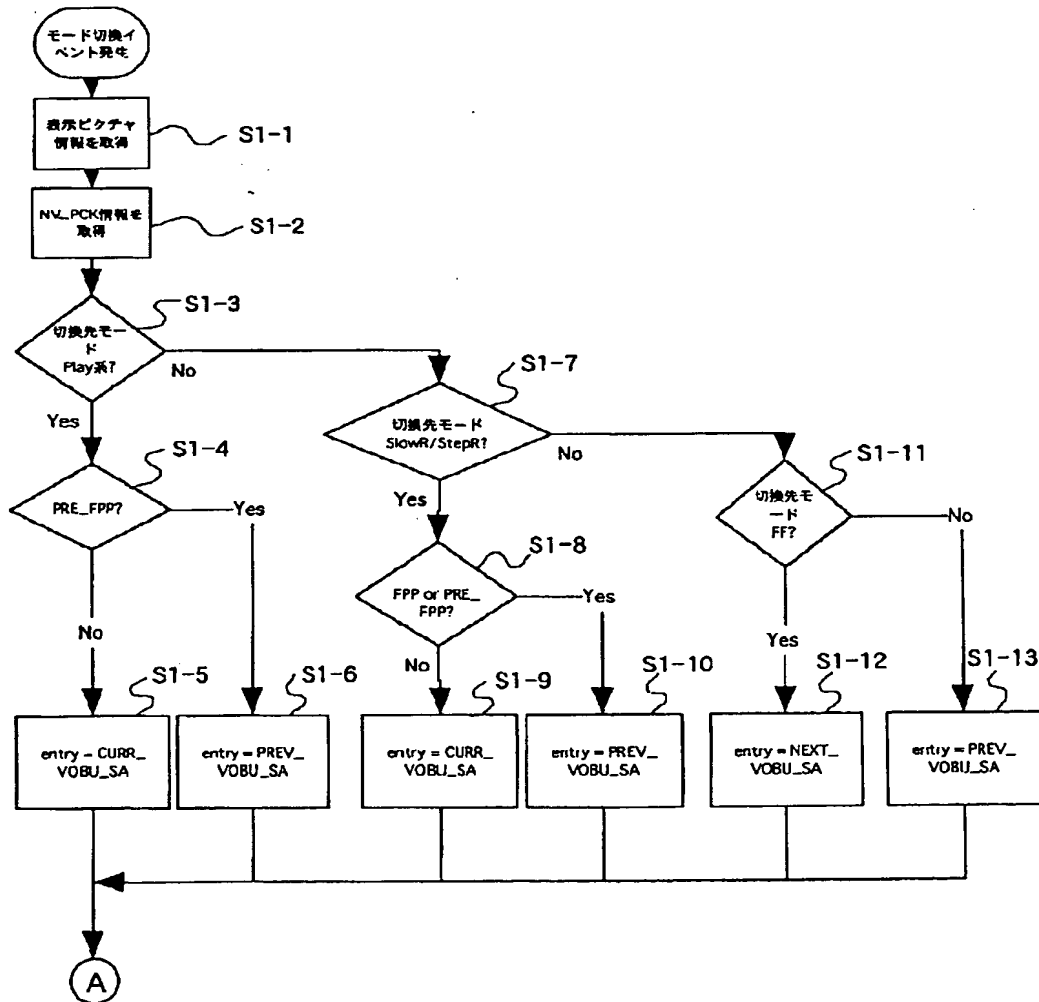 モード切換イ
ベント発生
表示ピクチャ
情報を取得
S1-1
NV_PCK情報を
取得
S1-2
切換先モー
ド
Play系?
S1-3
No
Yes
切換先モード
SlowR/StepR?
S1-7
No
Yes
PRE_FPP?
S1-4
Yes
No
切換先モ
ード
FF?
S1-11
No
Yes
FPP or PRE_
FPP?
S1-8
Yes
No
S1-5
entry = CURR_
VOBU_SA
S1-6
entry = PREV_
VOBU_SA
S1-9
entry = CURR_
VOBU_SA
S1-10
entry = PREV_
VOBU_SA
S1-12
entry = NEXT_
VOBU_SA
S1-13
entry = PREV_
VOBU_SA
A